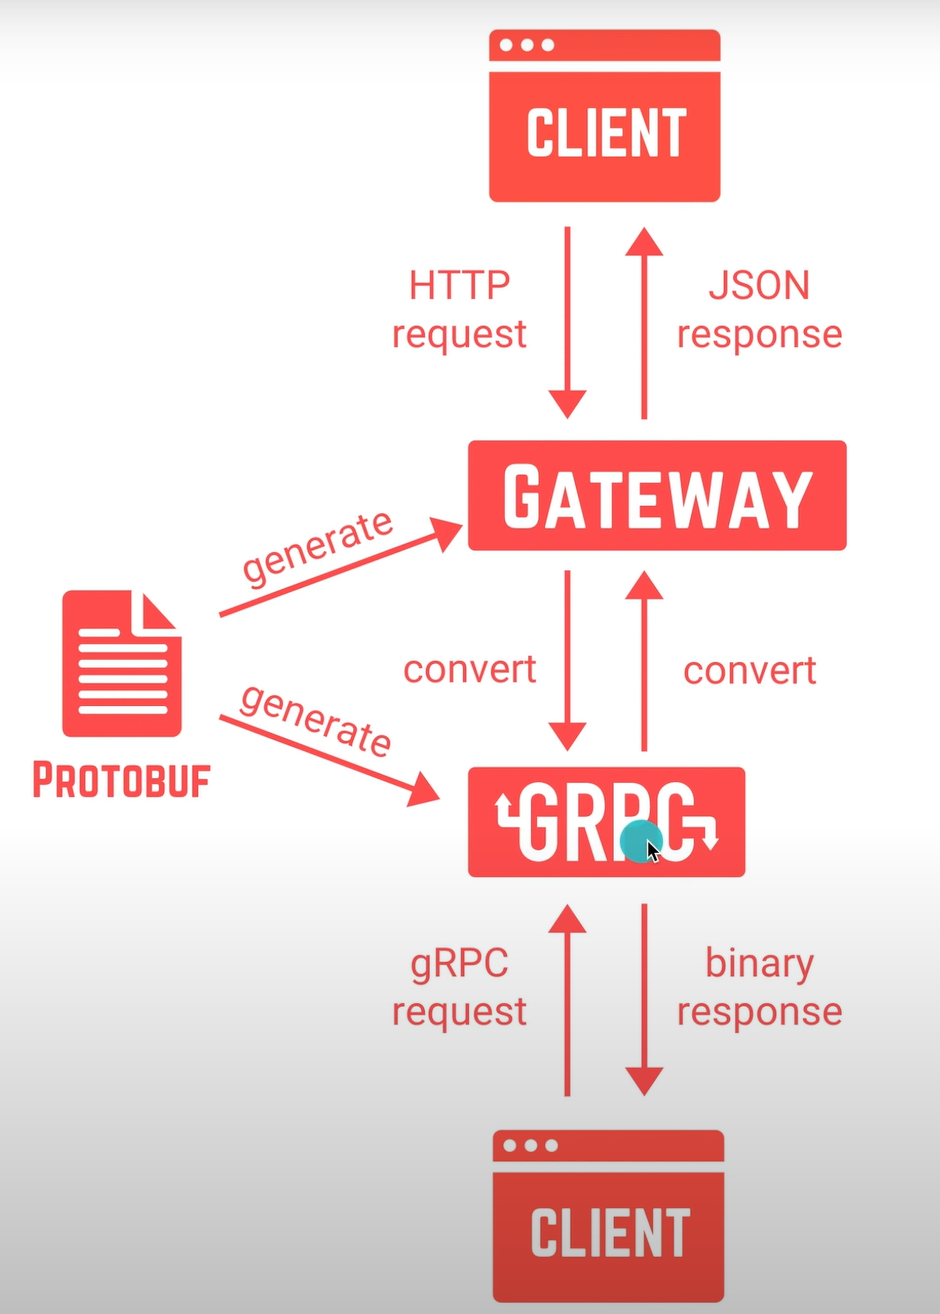 CLIENT
HTTP
request
JSON
response
GATEWAY
generate
convert
convert
generate
PROTOBUF
GRPC
gRPC
request
binary
response
CLIENT